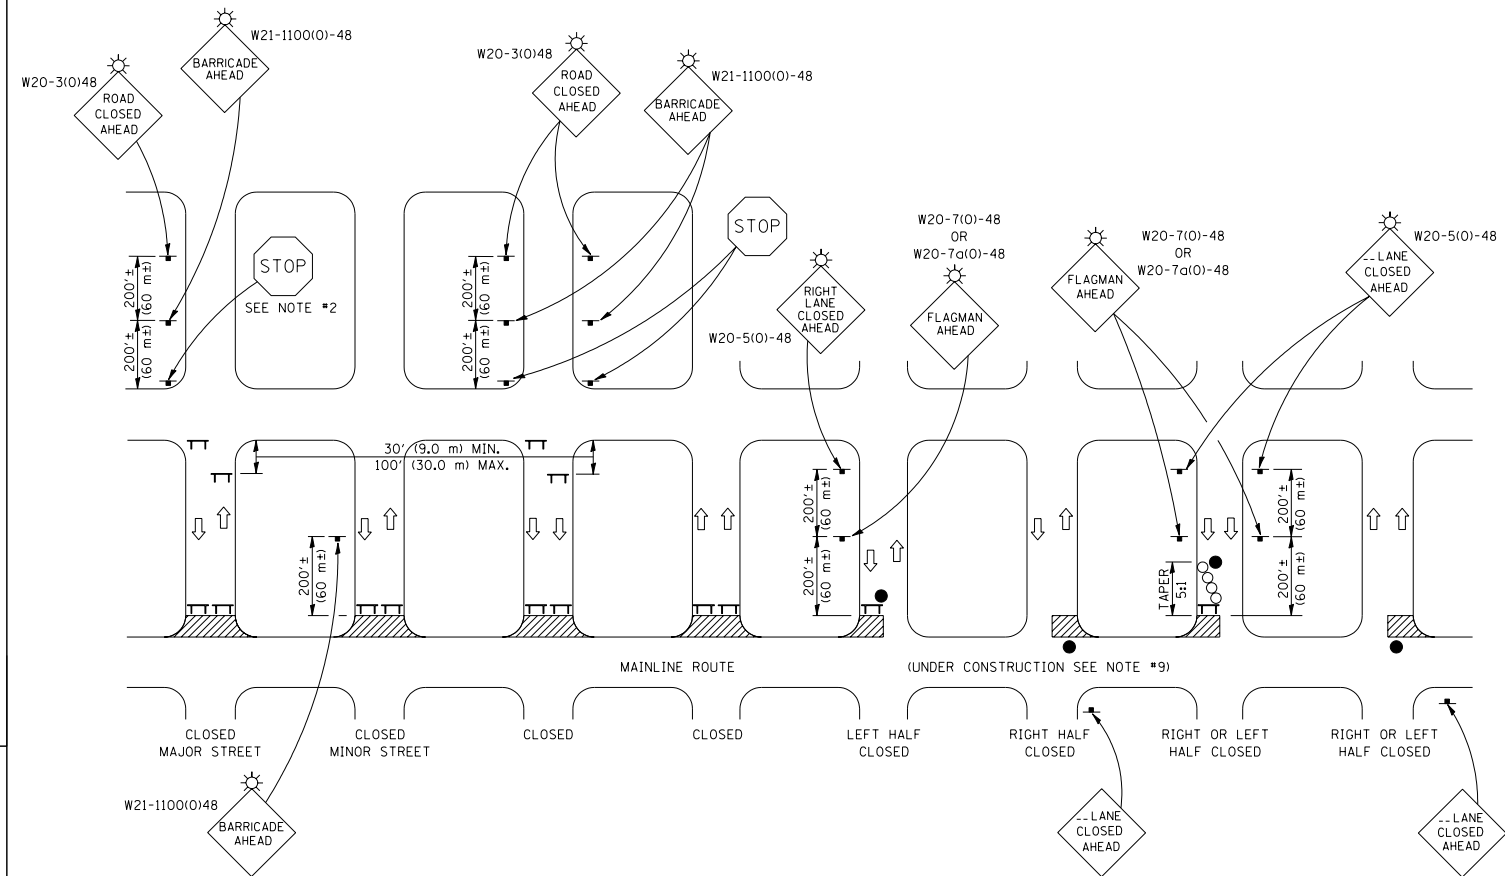 W21-1100(0)-48
BARRICADE
AHEAD
W20-3(0)48
ROAD
CLOSED
AHEAD
W20-3(0)48
ROAD
CLOSED
AHEAD
W21-1100(0)-48
BARRICADE
AHEAD
STOP
SEE NOTE #2
200'±
(60 m±)
200'±
(60 m±)
200'±
(60 m±)
200'±
(60 m±)
STOP
W20-5(0)-48
RIGHT
LANE
CLOSED
AHEAD
W20-7(0)-48
OR
W20-7a(0)-48
FLAGMAN
AHEAD
FLAGMAN
AHEAD
W20-7(0)-48
OR
W20-7a(0)-48
W20-5(0)-48
--LANE
CLOSED
AHEAD
30' (9.0 m) MIN.
100' (30.0 m) MAX.
200'±
(60 m±)
200'±
(60 m±)
200'±
(60 m±)
TAPER
5:1
200'±
(60 m±)
200'±
(60 m±)
MAINLINE ROUTE
(UNDER CONSTRUCTION SEE NOTE #9)
CLOSED
MAJOR STREET
CLOSED
MINOR STREET
CLOSED
CLOSED
LEFT HALF
CLOSED
RIGHT HALF
CLOSED
RIGHT OR LEFT
HALF CLOSED
RIGHT OR LEFT
HALF CLOSED
W21-1100(0)48
BARRICADE
AHEAD
--LANE
CLOSED
AHEAD
--LANE
CLOSED
AHEAD